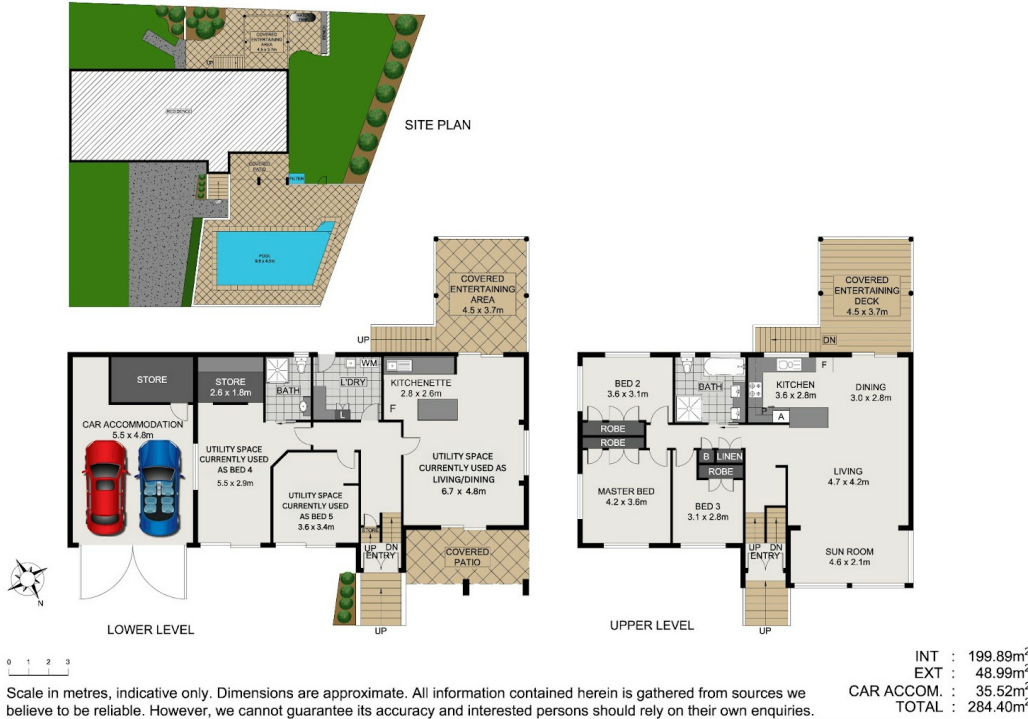 COVERED
ENTERTAINING
AREA
4.5 x 3.7m
UP
RESIDENCE
SITE PLAN
COVERED
PATIO
FILTER
POOL
COVERED
ENTERTAINING
AREA
4.5 x 3.7m
UP
STORE
STORE
2.6 x 1.8m
BATH
WM
L'DRY
L
KITCHENETTE
2.8 x 2.6m
F
CAR ACCOMMODATION
5.5 x 4.8m
UTILITY SPACE
CURRENTLY USED
AS BED 4
5.5 x 2.9m
UTILITY SPACE
CURRENTLY USED
AS BED 5
3.6 x 3.4m
UTILITY SPACE
CURRENTLY USED AS
LIVING/DINING
6.7 x 4.8m
STORE
UP DN
ENTRY
COVERED
PATIO
UP
N
LOWER LEVEL
COVERED
ENTERTAINING
DECK
4.5 x 3.7m
DN
BED 2
3.6 x 3.1m
BATH
KITCHEN
3.6 x 2.8m
F
P
A
DINING
3.0 x 2.8m
ROBE
ROBE
B LINEN
ROBE
MASTER BED
4.2 x 3.6m
BED 3
3.1 x 2.8m
LIVING
4.7 x 4.2m
UP DN
ENTRY
SUN ROOM
4.6 x 2.1m
UP
UPPER LEVEL
0 1 2 3
Scale in metres, indicative only. Dimensions are approximate. All information contained herein is gathered from sources we
believe to be reliable. However, we cannot guarantee its accuracy and interested persons should rely on their own enquiries.
INT : 199.89m²
EXT : 48.99m²
CAR ACCOM. : 35.52m²
TOTAL : 284.40m²